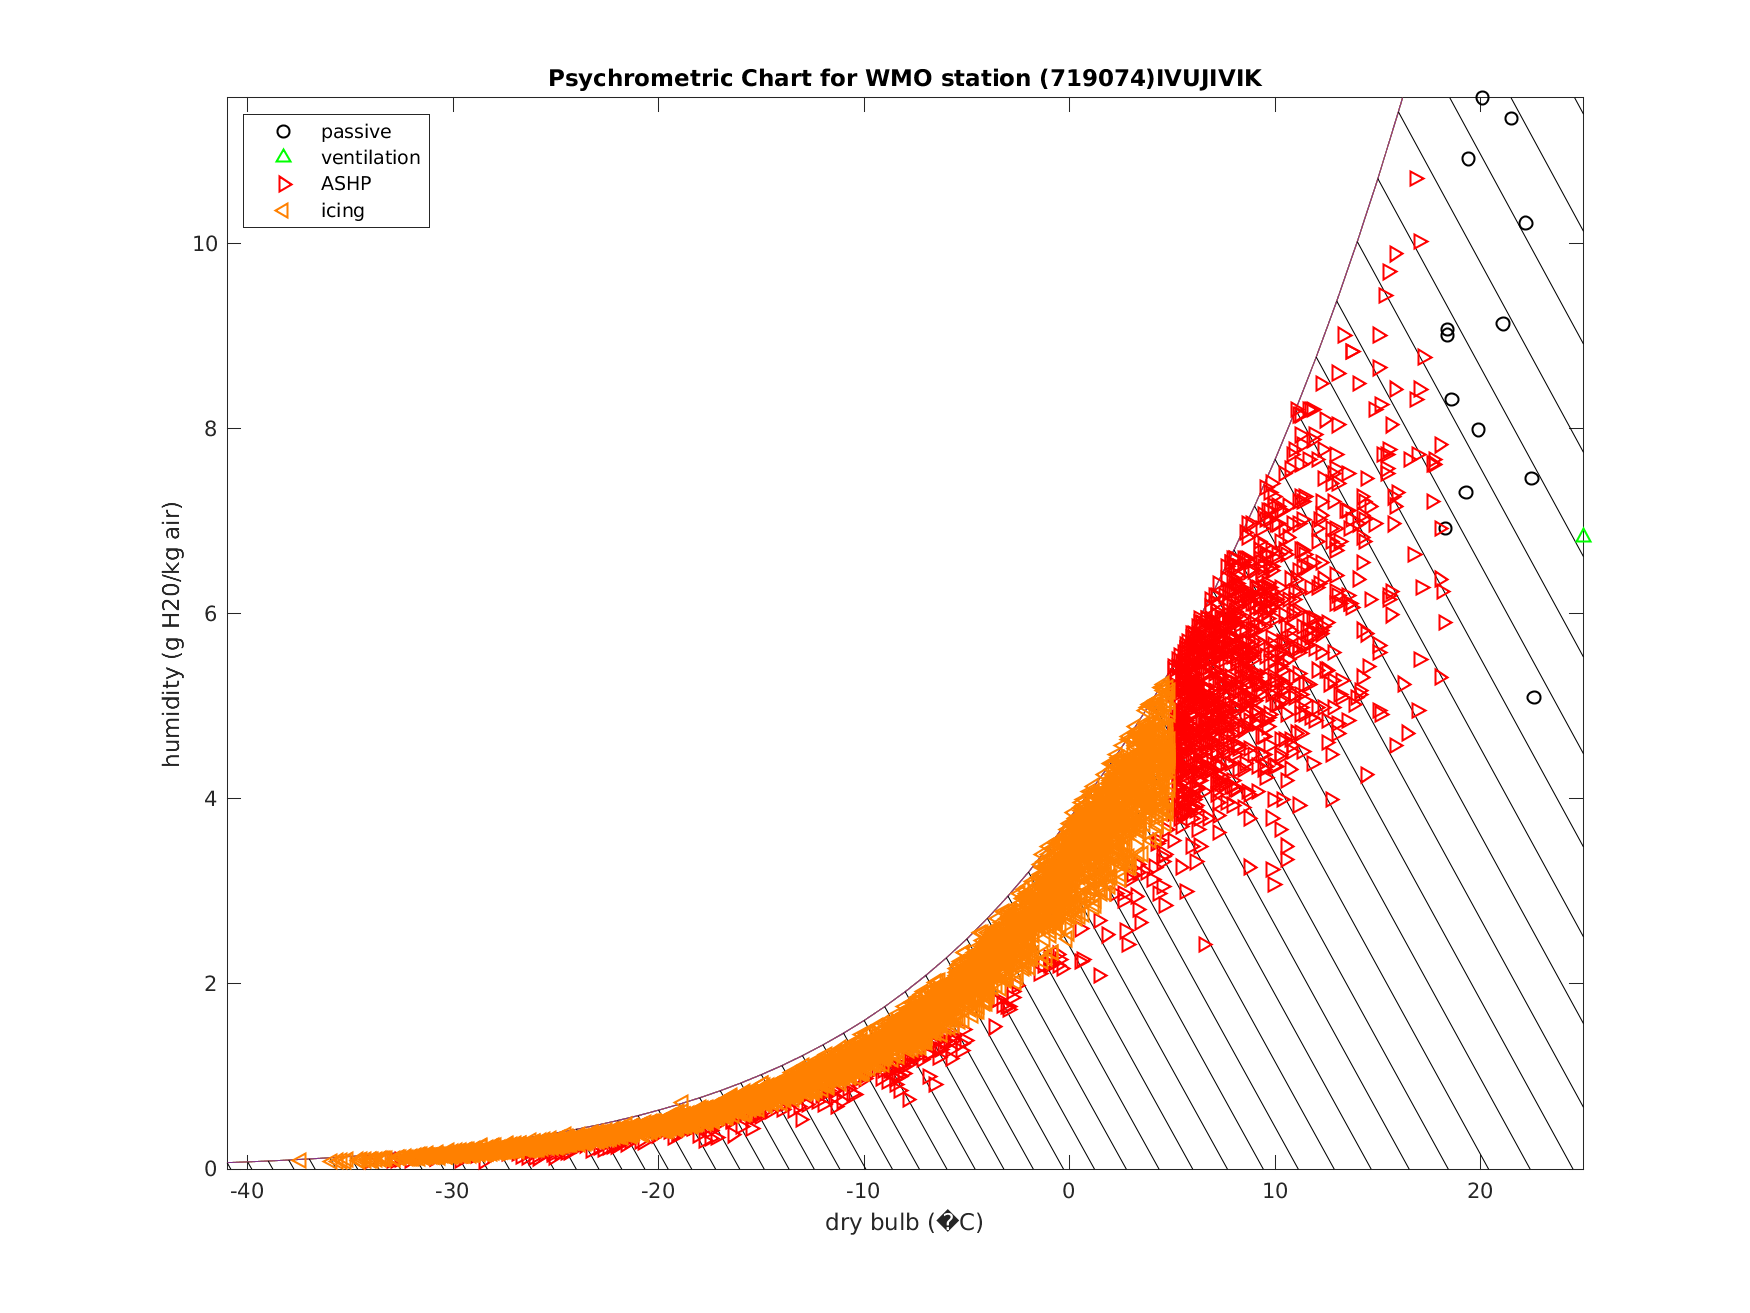 Psychrometric Chart for WMO station (719074)IVUJIVIK
passive
ventilation
ASHP
icing
10
8
6
4
2
0
humidity (g H20/kg air)
-40 -30 -20 -10 0 10 20
dry bulb (�C)